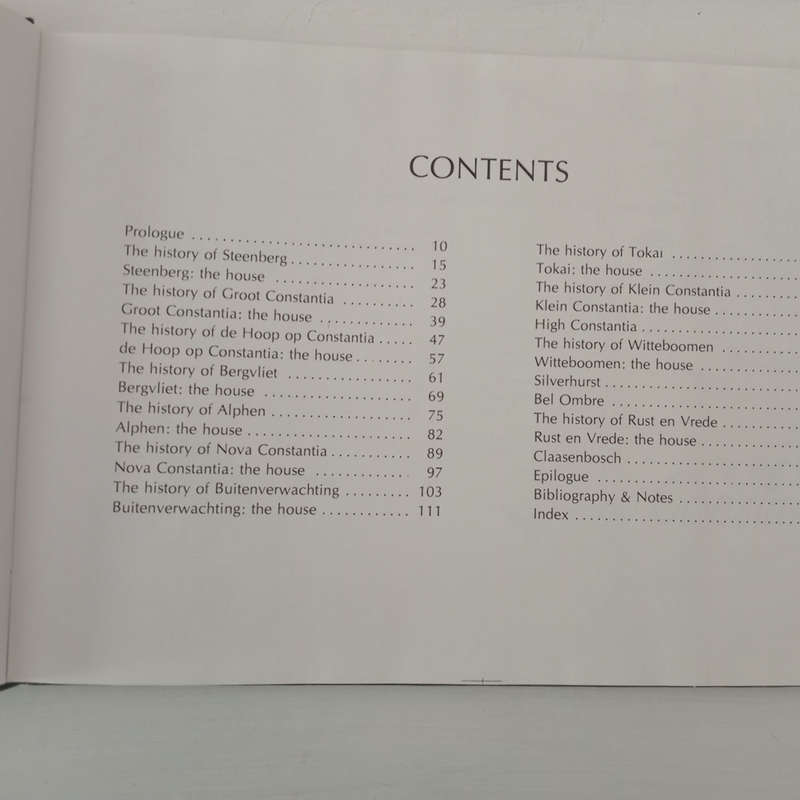 CONTENTS
Prologue . . . . . . . . . . . . . . . . . . . . . . . . . . . . . 10
The history of Steenberg . . . . . . . . . . . . . . . . 15
Steenberg: the house . . . . . . . . . . . . . . . . . . 23
The history of Groot Constantia . . . . . . . . . 28
Groot Constantia: the house . . . . . . . . . . . . 39
The history of de Hoop op Constantia . . . . . 47
de Hoop op Constantia: the house . . . . . . . . 57
The history of Bergvliet . . . . . . . . . . . . . . . . . 61
Bergvliet: the house . . . . . . . . . . . . . . . . . . . 69
The history of Alphen . . . . . . . . . . . . . . . . . . 75
Alphen: the house . . . . . . . . . . . . . . . . . . . . . 82
The history of Nova Constantia . . . . . . . . . . . 89
Nova Constantia: the house . . . . . . . . . . . . . 97
The history of Buitenverwachting . . . . . . . . . 103
Buitenverwachting: the house . . . . . . . . . . . . 111
The history of Tokai . . . . . . . . . . . . . . . . .
Tokai: the house . . . . . . . . . . . . . . . . . . . .
The history of Klein Constantia . . . . . . . . .
Klein Constantia: the house . . . . . . . . . . . .
High Constantia . . . . . . . . . . . . . . . . . . . . .
The history of Witteboomen . . . . . . . . . . .
Witteboomen: the house . . . . . . . . . . . . . .
Silverhurst . . . . . . . . . . . . . . . . . . . . . . . . . .
Bel Ombre . . . . . . . . . . . . . . . . . . . . . . . . .
The history of Rust en Vrede . . . . . . . . . . .
Rust en Vrede: the house . . . . . . . . . . . . . .
Claasenbosch . . . . . . . . . . . . . . . . . . . . . . .
Epilogue . . . . . . . . . . . . . . . . . . . . . . . . . . .
Bibliography & Notes . . . . . . . . . . . . . . . . .
Index . . . . . . . . . . . . . . . . . . . . . . . . . . . . . .